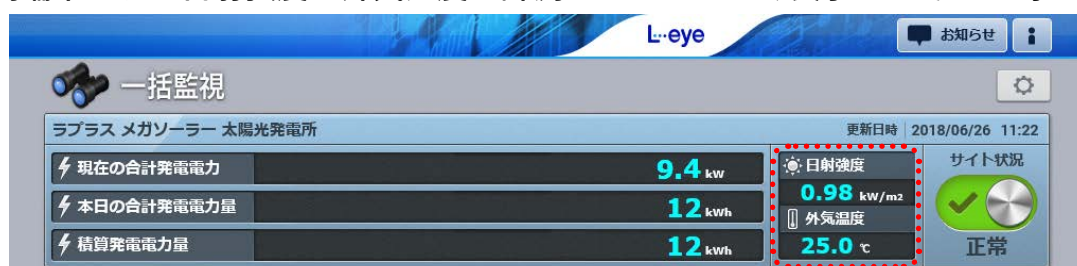 L・・eye
お知らせ
一括監視
ラプラス メガソーラー 太陽光発電所
更新日時 2018/06/26 11:22
現在の合計発電電力 9.4 kW
本日の合計発電電力量 12 kWh
積算発電電力量 12 kWh
日射強度
0.98 kW/m2
外気温度
25.0 ℃
サイト状況
正常